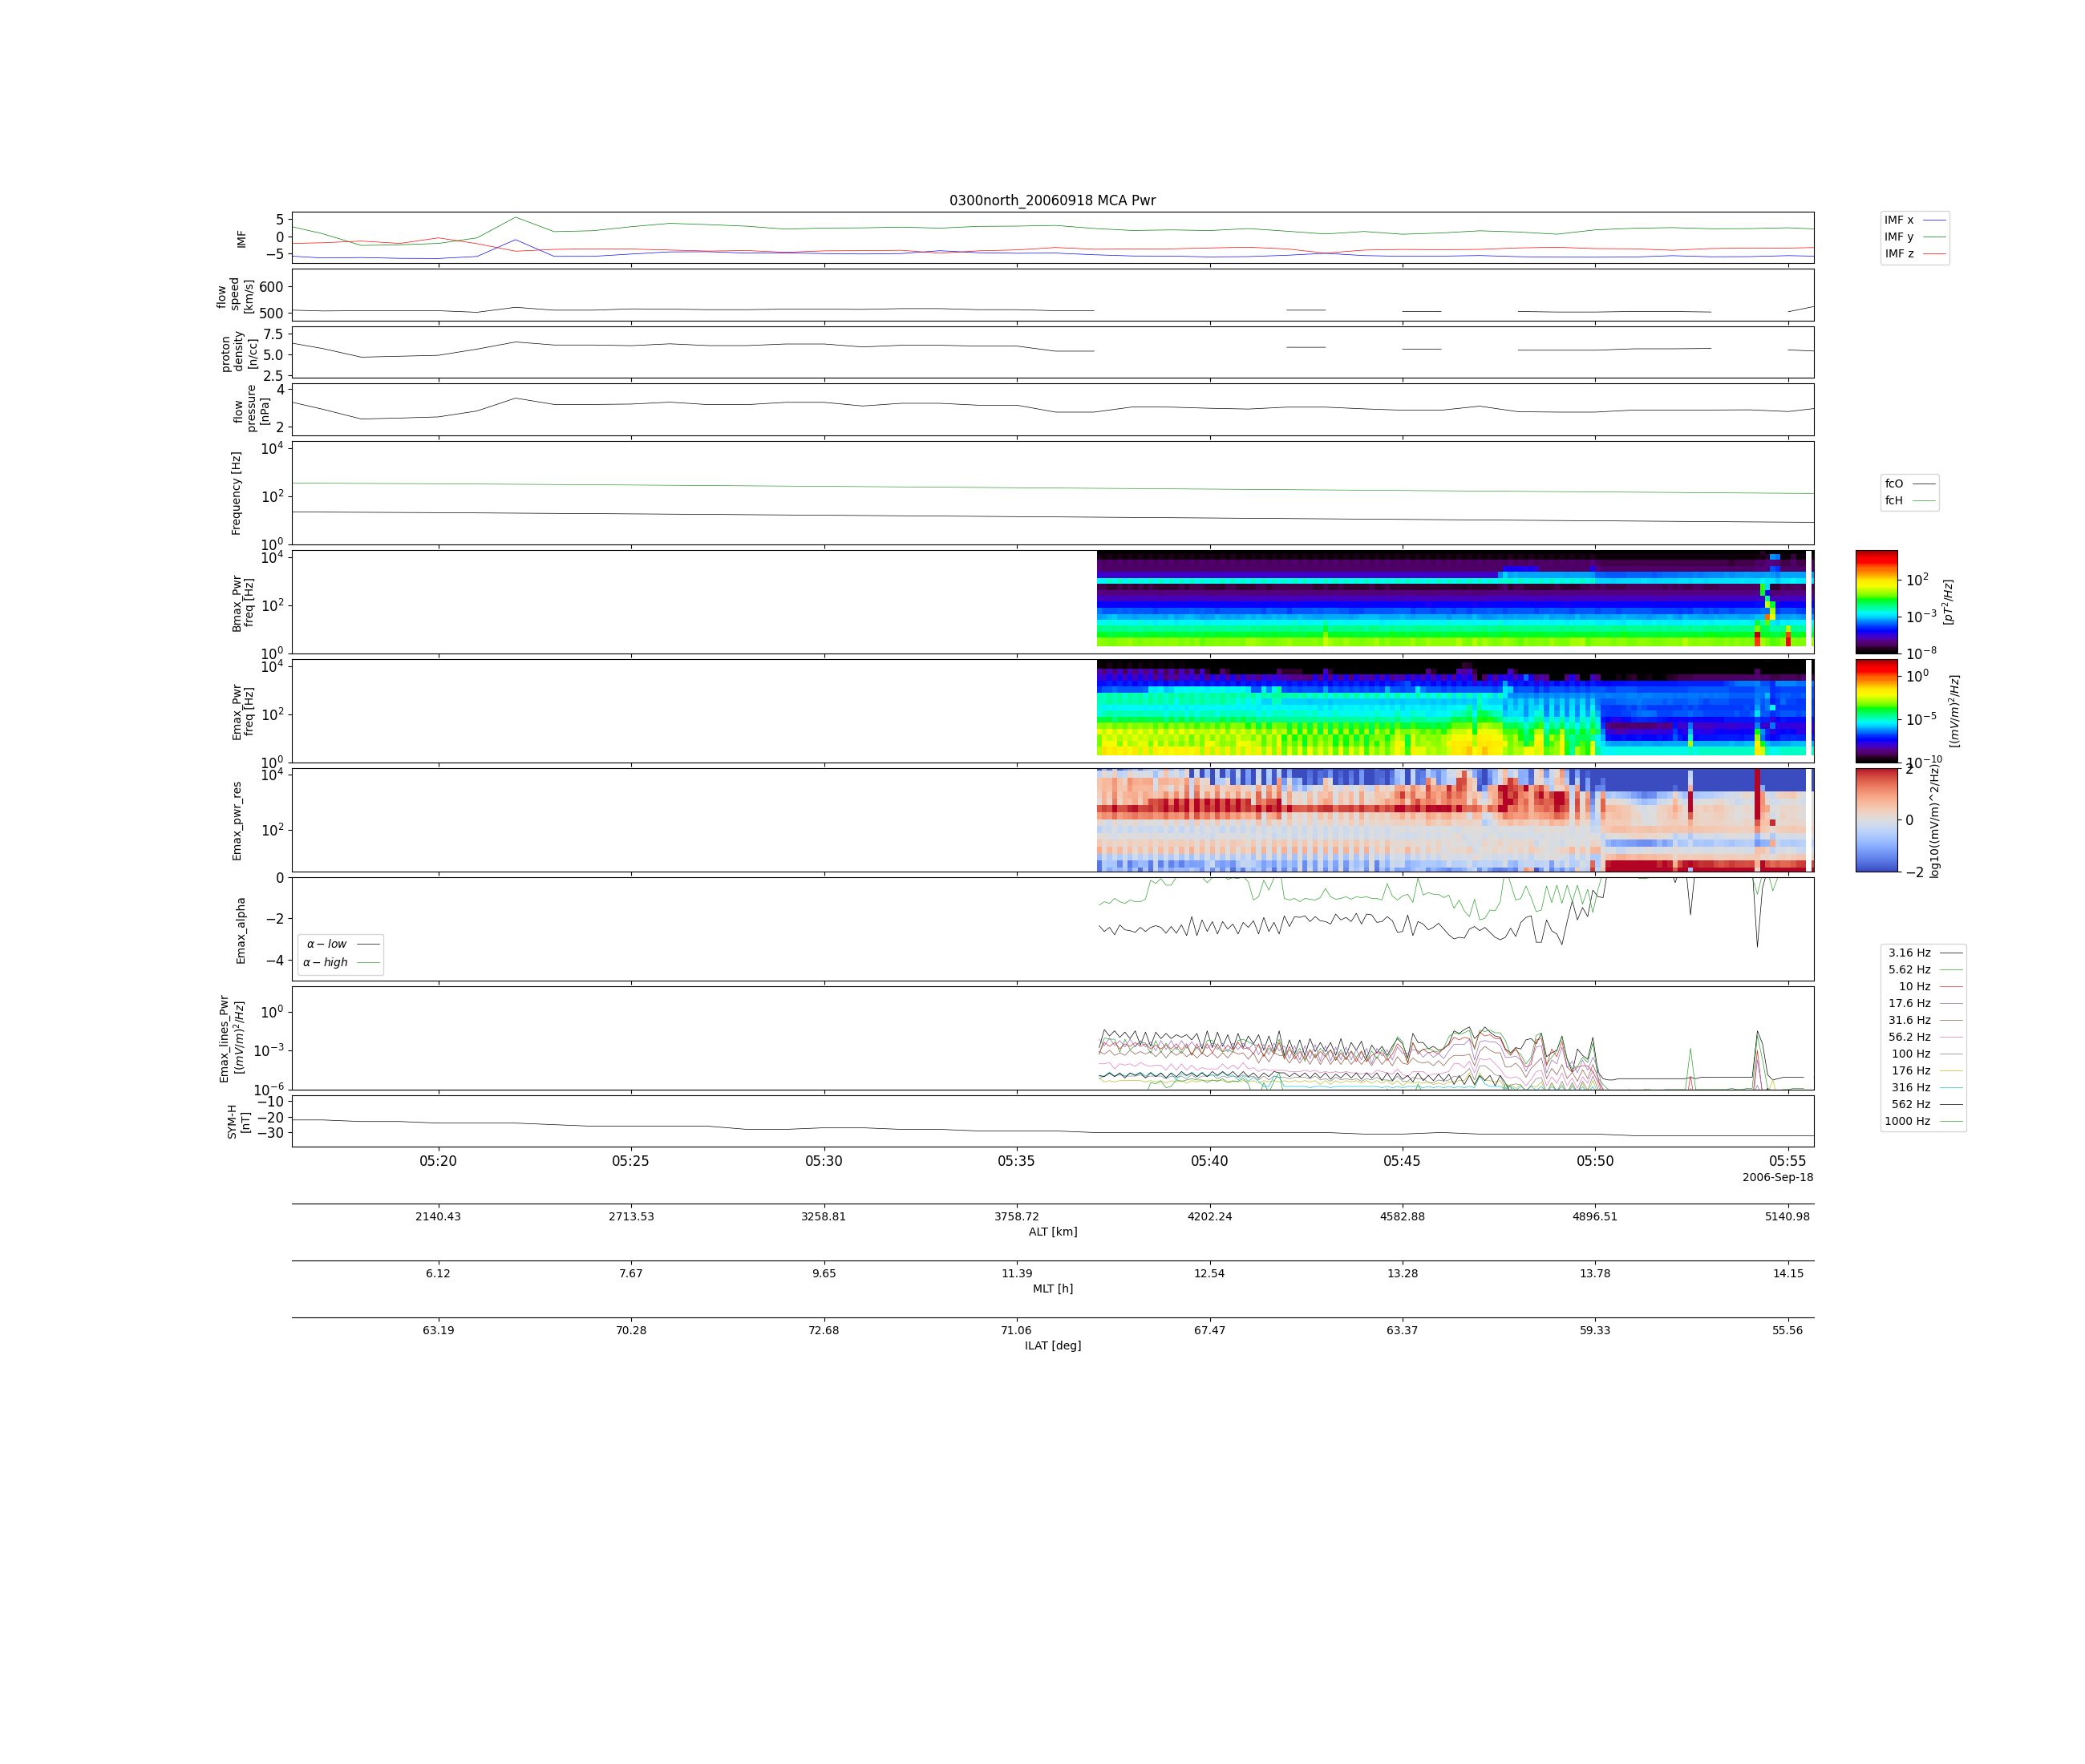 0300north_20060918 MCA Pwr
5
0
−5
IMF
IMF x
IMF y
IMF z
600
500
flow
speed
[km/s]
7.5
5.0
2.5
proton
density
[n/cc]
4
2
flow
pressure
[nPa]
10^4
10^2
10^0
Frequency [Hz]
fcO
fcH
10^4
10^2
10^0
Bmax_Pwr
freq [Hz]
10^2
10^−3
10^−8
[pT^2/Hz]
10^4
10^2
10^0
Emax_Pwr
freq [Hz]
10^0
10^−5
10^−10
[(mV/m)^2/Hz]
10^4
10^2
Emax_pwr_res
2
0
−2
log10((mV/m)^2/Hz)
0
−2
−4
Emax_alpha
α − low
α − high
10^0
10^−3
10^−6
Emax_lines_Pwr
[(mV/m)^2/Hz]
3.16 Hz
5.62 Hz
10 Hz
17.6 Hz
31.6 Hz
56.2 Hz
100 Hz
176 Hz
316 Hz
562 Hz
1000 Hz
−10
−20
−30
SYM-H
[nT]
05:20 05:25 05:30 05:35 05:40 05:45 05:50 05:55
2006-Sep-18
2140.43 2713.53 3258.81 3758.72 4202.24 4582.88 4896.51 5140.98
ALT [km]
6.12 7.67 9.65 11.39 12.54 13.28 13.78 14.15
MLT [h]
63.19 70.28 72.68 71.06 67.47 63.37 59.33 55.56
ILAT [deg]